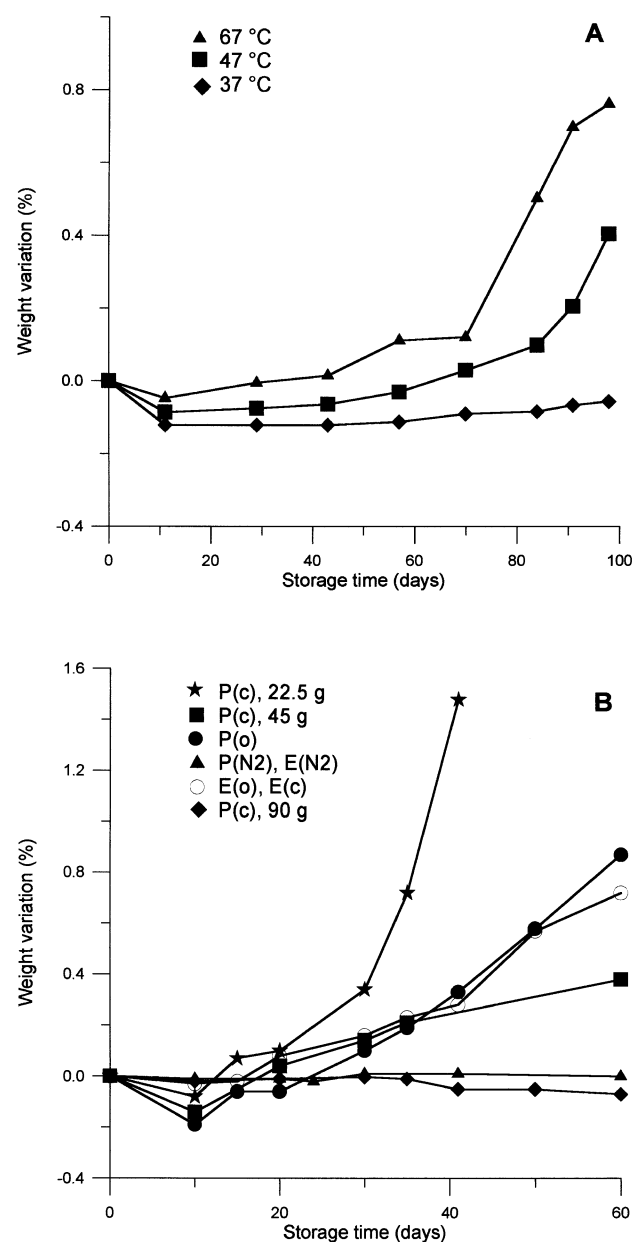 A
67 °C
47 °C
37 °C
Weight variation (%)
0.8
0.4
0.0
-0.4
0 20 40 60 80 100
Storage time (days)
B
P(c), 22.5 g
P(c), 45 g
P(o)
P(N2), E(N2)
E(o), E(c)
P(c), 90 g
Weight variation (%)
1.6
1.2
0.8
0.4
0.0
-0.4
0 20 40 60
Storage time (days)